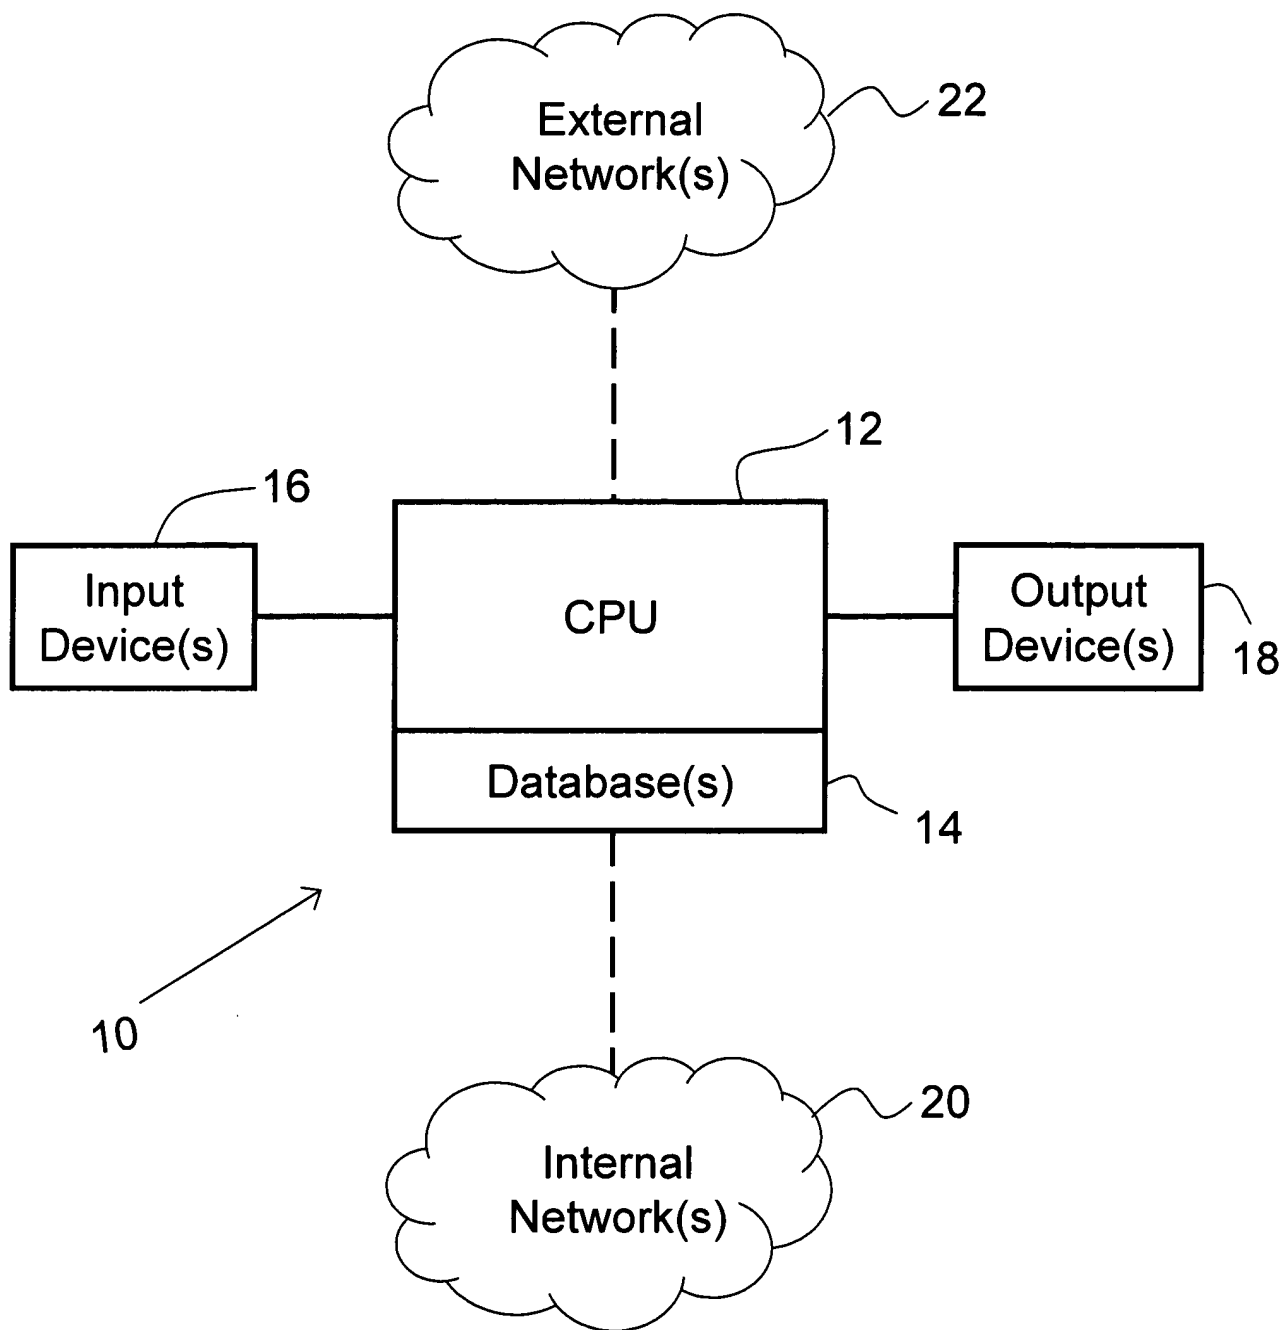 External
Network(s)
22
12
16
Input
Device(s)
CPU
Output
Device(s)
18
Database(s)
14
10
20
Internal
Network(s)